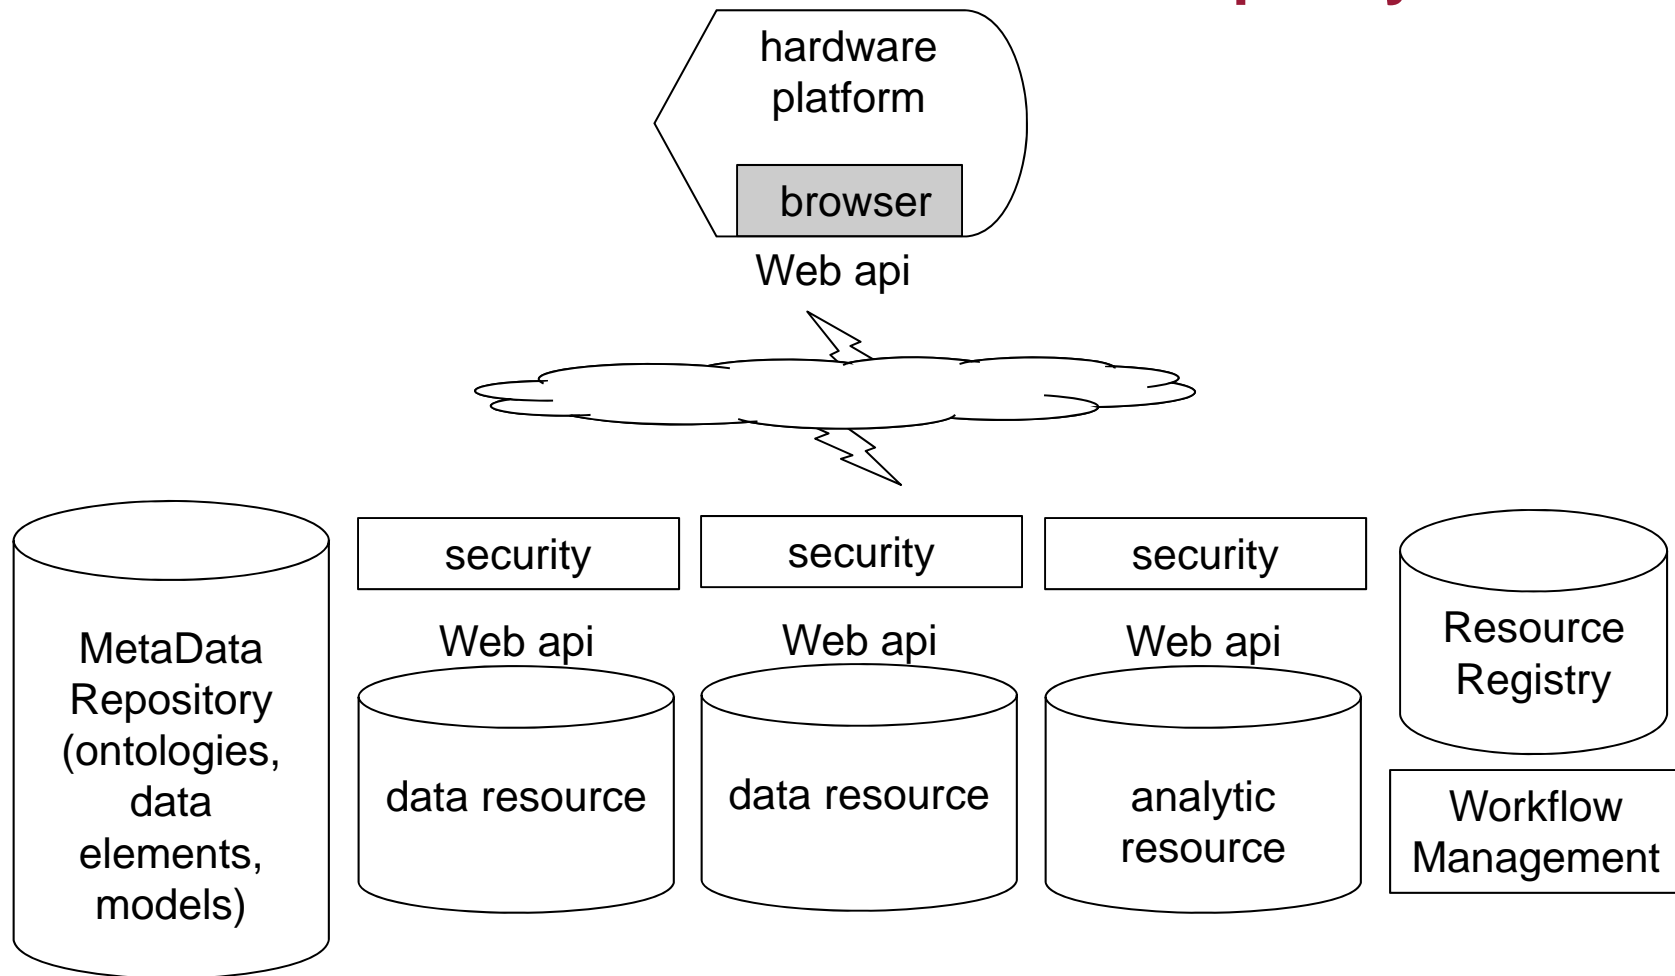 hardware
platform
browser
Web api
security
security
security
Web api
Web api
Web api
MetaData
Repository
(ontologies,
data
elements,
models)
data resource
data resource
analytic
resource
Resource
Registry
Workflow
Management